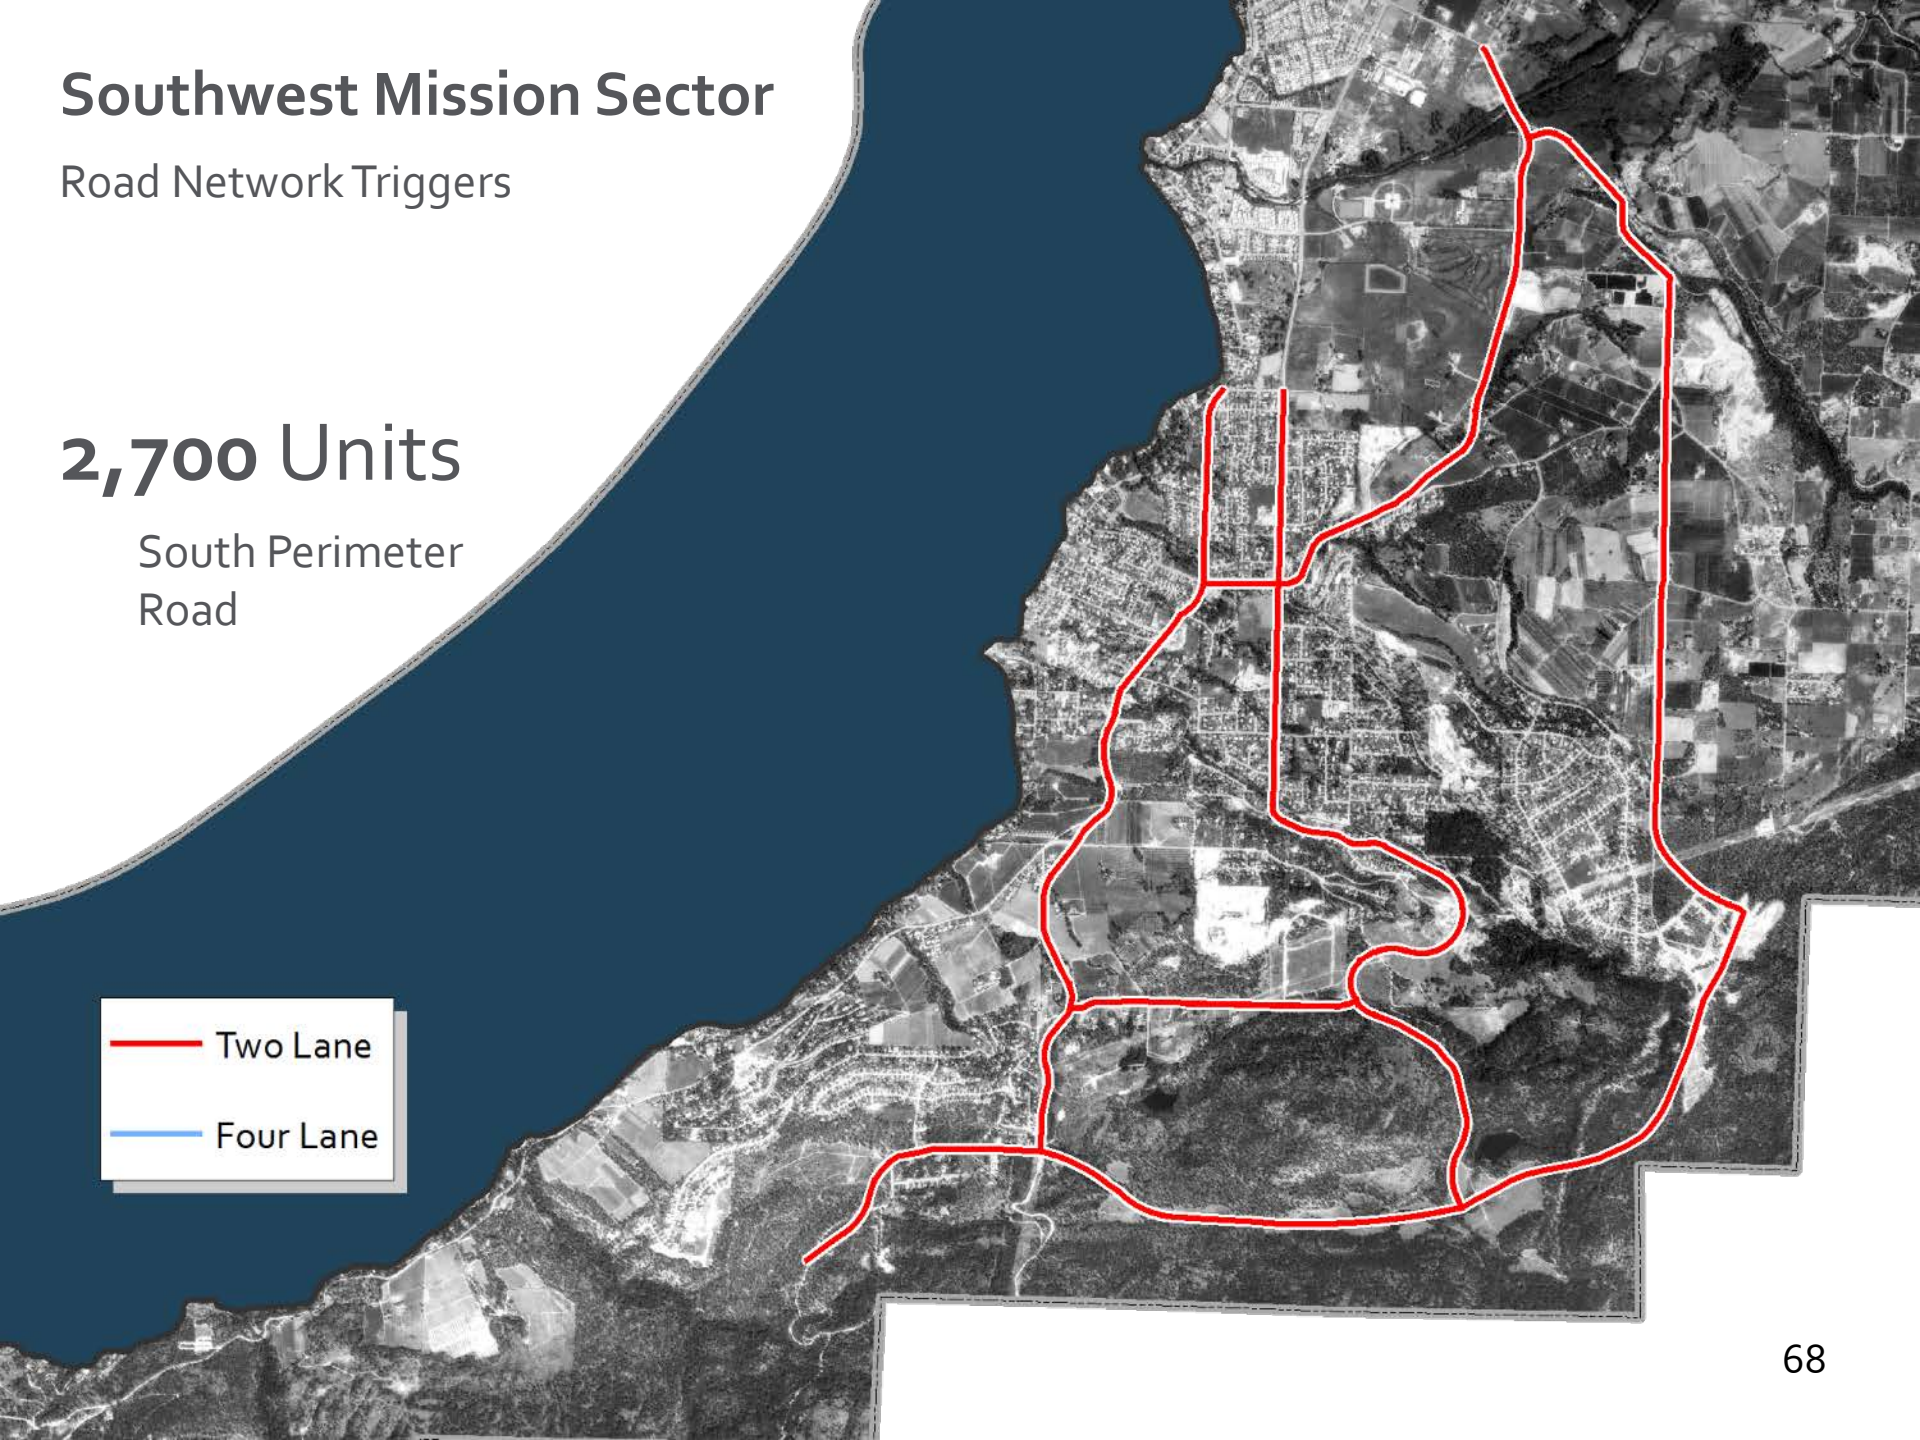 Southwest Mission Sector
Road Network Triggers
2,700 Units
South Perimeter
Road
Two Lane
Four Lane
68